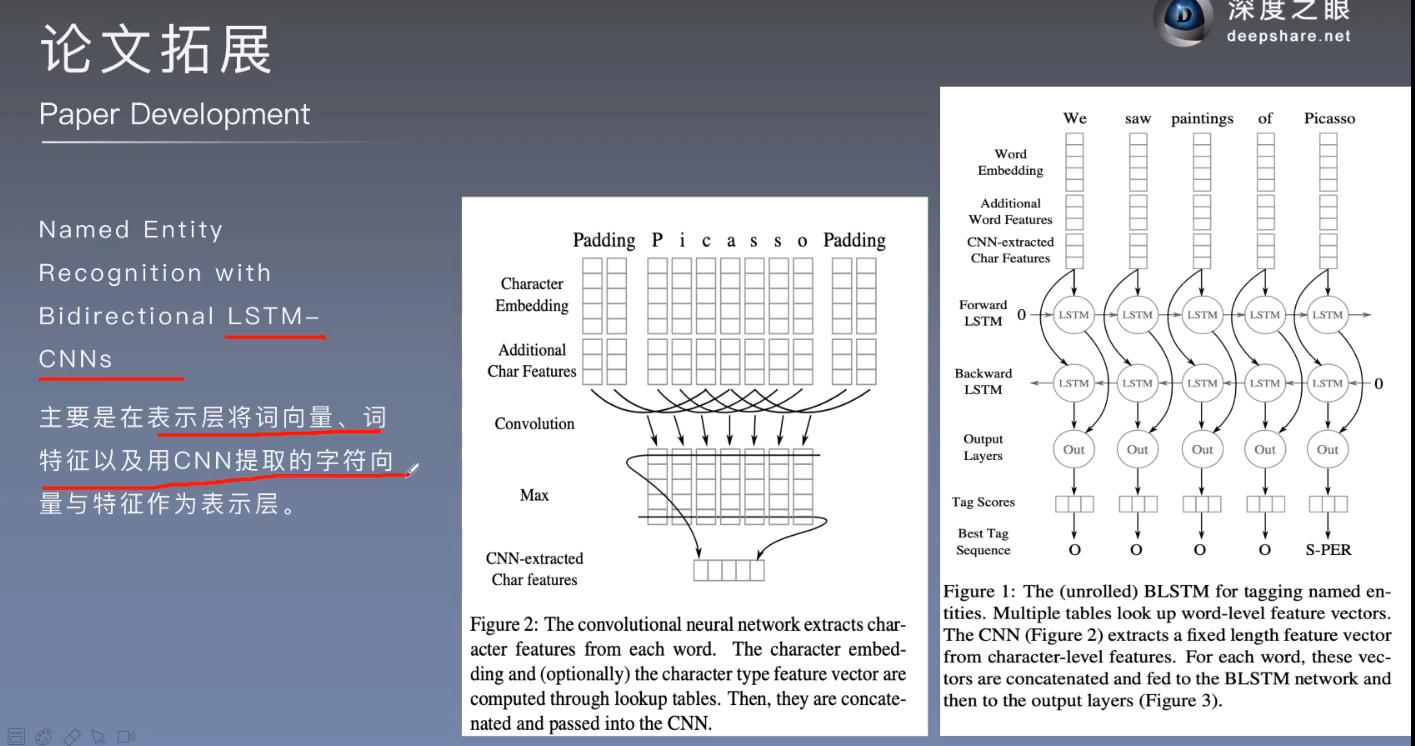 论文拓展
Paper Development
深度之眼
deepshare.net
Named Entity
Recognition with
Bidirectional LSTM–
CNNs
主要是在表示层将词向量、词
特征以及用CNN提取的字符向
量与特征作为表示层。
Padding P i c a s s o Padding
Character
Embedding
Additional
Char Features
Convolution
Max
CNN-extracted
Char features
Figure 2: The convolutional neural network extracts char-
acter features from each word. The character embed-
ding and (optionally) the character type feature vector are
computed through lookup tables. Then, they are concate-
nated and passed into the CNN.
We saw paintings of Picasso
Word
Embedding
Additional
Word Features
CNN-extracted
Char Features
Forward
LSTM
0 LSTM LSTM LSTM LSTM LSTM
Backward
LSTM
LSTM LSTM LSTM LSTM LSTM 0
Output
Layers
Out Out Out Out Out
Tag Scores
Best Tag
Sequence
O O O O S-PER
Figure 1: The (unrolled) BLSTM for tagging named en-
tities. Multiple tables look up word-level feature vectors.
The CNN (Figure 2) extracts a fixed length feature vector
from character-level features. For each word, these vec-
tors are concatenated and fed to the BLSTM network and
then to the output layers (Figure 3).